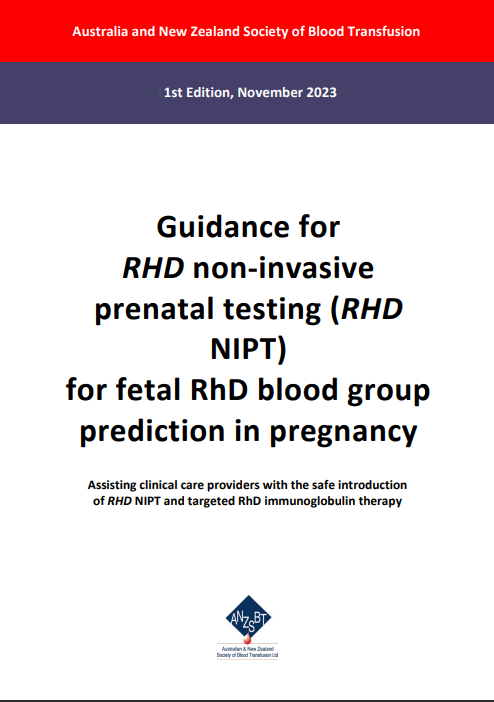 Australia and New Zealand Society of Blood Transfusion
1st Edition, November 2023
Guidance for
RHD non-invasive
prenatal testing (RHD
NIPT)
for fetal RhD blood group
prediction in pregnancy
Assisting clinical care providers with the safe introduction
of RHD NIPT and targeted RhD immunoglobulin therapy
ANZSBT
Australian & New Zealand
Society of Blood Transfusion Ltd